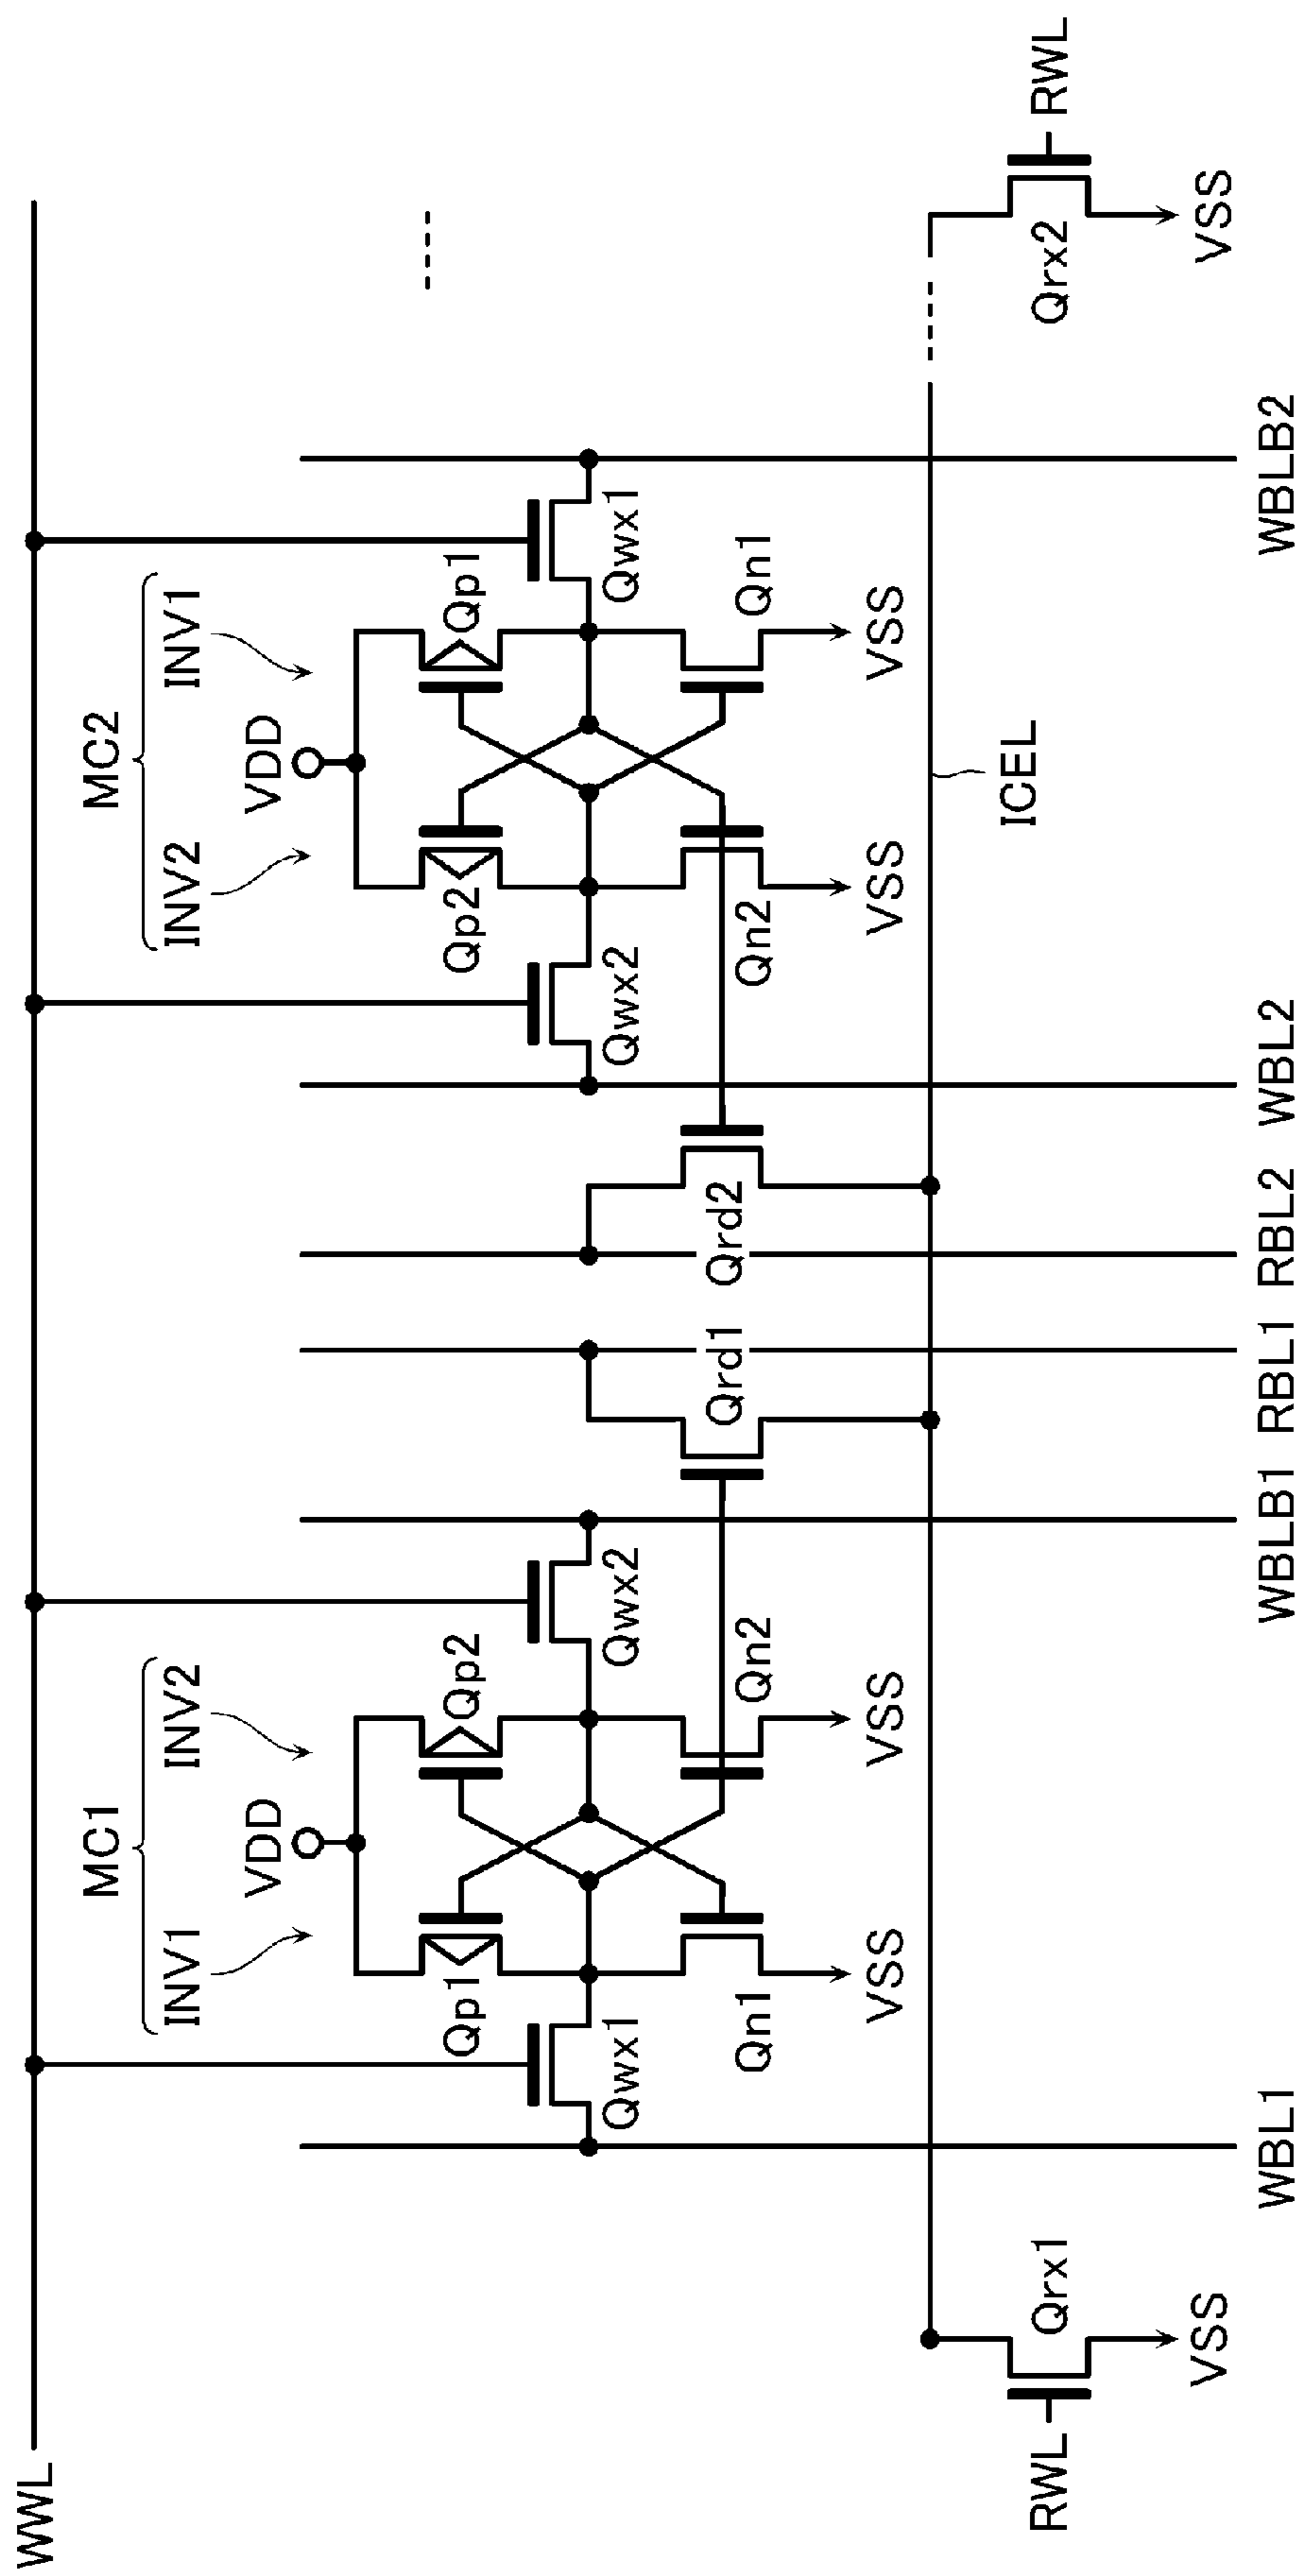 WWL
MC1
MC2
INV1
INV2
INV2
INV1
VDD
VDD
Qp1
Qp2
Qp2
Qp1
Qwx1
Qwx2
Qwx2
Qwx1
Qn1
Qn2
Qrd1
Qrd2
Qn2
Qn1
VSS
VSS
VSS
VSS
ICEL
RWL
Qrx1
Qrx2
RWL
VSS
VSS
WBL1
WBLB1
RBL1
RBL2
WBL2
WBLB2